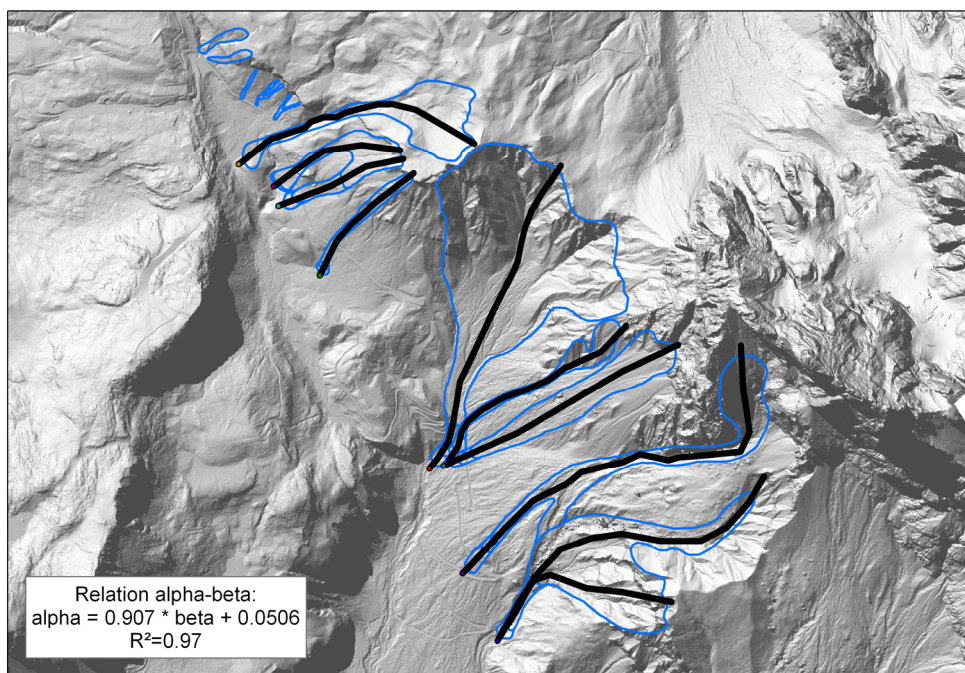 Relation alpha-beta:
alpha = 0.907 * beta + 0.0506
R²=0.97